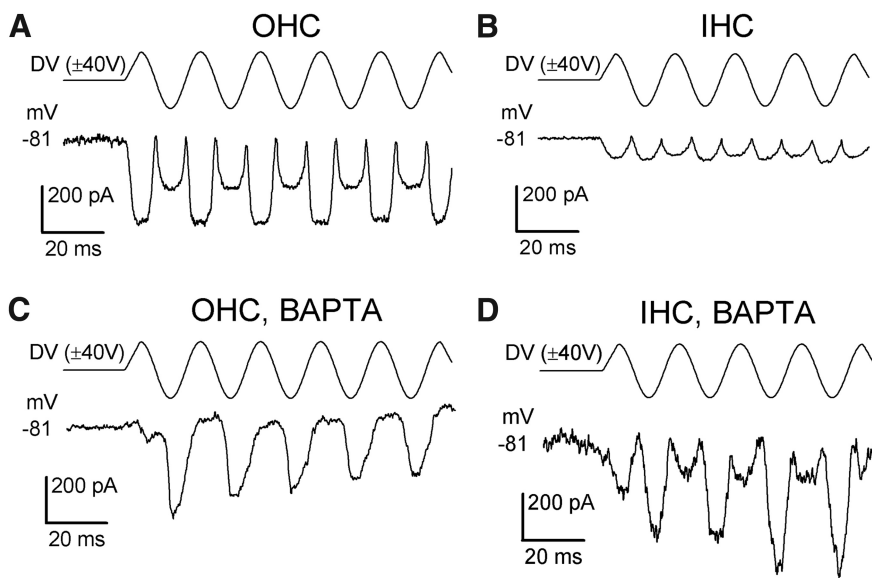 A
OHC
DV (±40V)
mV
-81
200 pA
20 ms
B
IHC
DV (±40V)
mV
-81
200 pA
20 ms
C
OHC, BAPTA
DV (±40V)
mV
-81
200 pA
20 ms
D
IHC, BAPTA
DV (±40V)
mV
-81
200 pA
20 ms